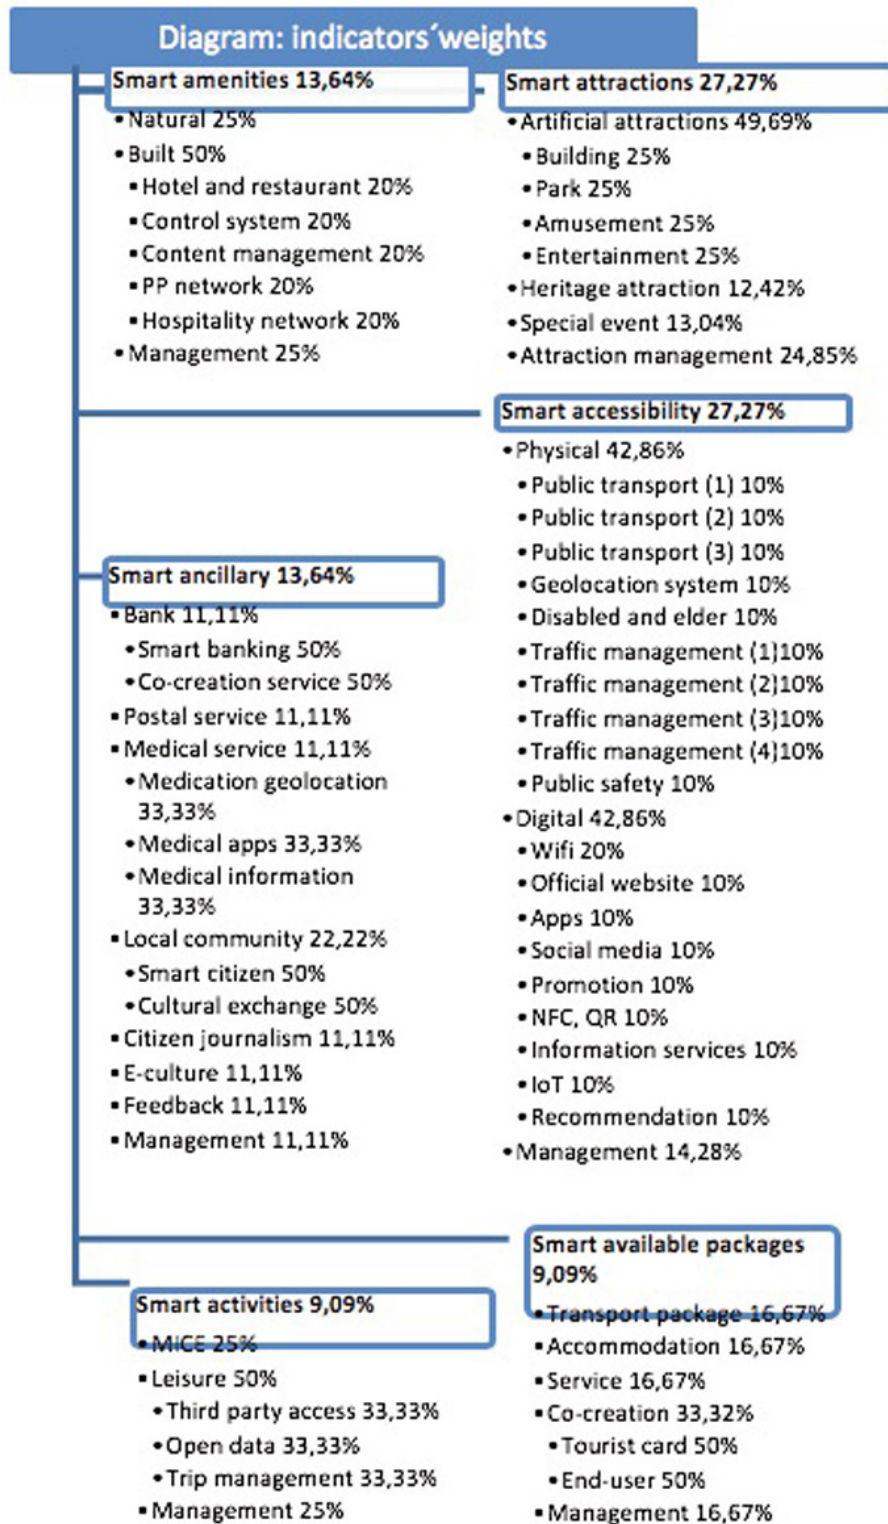 Diagram: indicators´weights
Smart amenities 13,64%
▪Natural 25%
▪Built 50%
▪Hotel and restaurant 20%
▪Control system 20%
▪Content management 20%
▪PP network 20%
▪Hospitality network 20%
▪Management 25%
Smart attractions 27,27%
•Artificial attractions 49,69%
•Building 25%
•Park 25%
•Amusement 25%
•Entertainment 25%
•Heritage attraction 12,42%
•Special event 13,04%
•Attraction management 24,85%
Smart accessibility 27,27%
•Physical 42,86%
•Public transport (1) 10%
•Public transport (2) 10%
•Public transport (3) 10%
•Geolocation system 10%
•Disabled and elder 10%
•Traffic management (1)10%
•Traffic management (2)10%
•Traffic management (3)10%
•Traffic management (4)10%
•Public safety 10%
•Digital 42,86%
•Wifi 20%
•Official website 10%
•Apps 10%
•Social media 10%
•Promotion 10%
•NFC, QR 10%
•Information services 10%
•IoT 10%
•Recommendation 10%
•Management 14,28%
Smart ancillary 13,64%
▪Bank 11,11%
•Smart banking 50%
•Co-creation service 50%
▪Postal service 11,11%
▪Medical service 11,11%
•Medication geolocation
33,33%
•Medical apps 33,33%
•Medical information
33,33%
▪Local community 22,22%
•Smart citizen 50%
•Cultural exchange 50%
▪Citizen journalism 11,11%
▪E-culture 11,11%
▪Feedback 11,11%
▪Management 11,11%
Smart available packages
9,09%
▪Transport package 16,67%
▪Accommodation 16,67%
▪Service 16,67%
▪Co-creation 33,32%
•Tourist card 50%
•End-user 50%
▪Management 16,67%
Smart activities 9,09%
▪MICE 25%
▪Leisure 50%
•Third party access 33,33%
•Open data 33,33%
•Trip management 33,33%
▪Management 25%